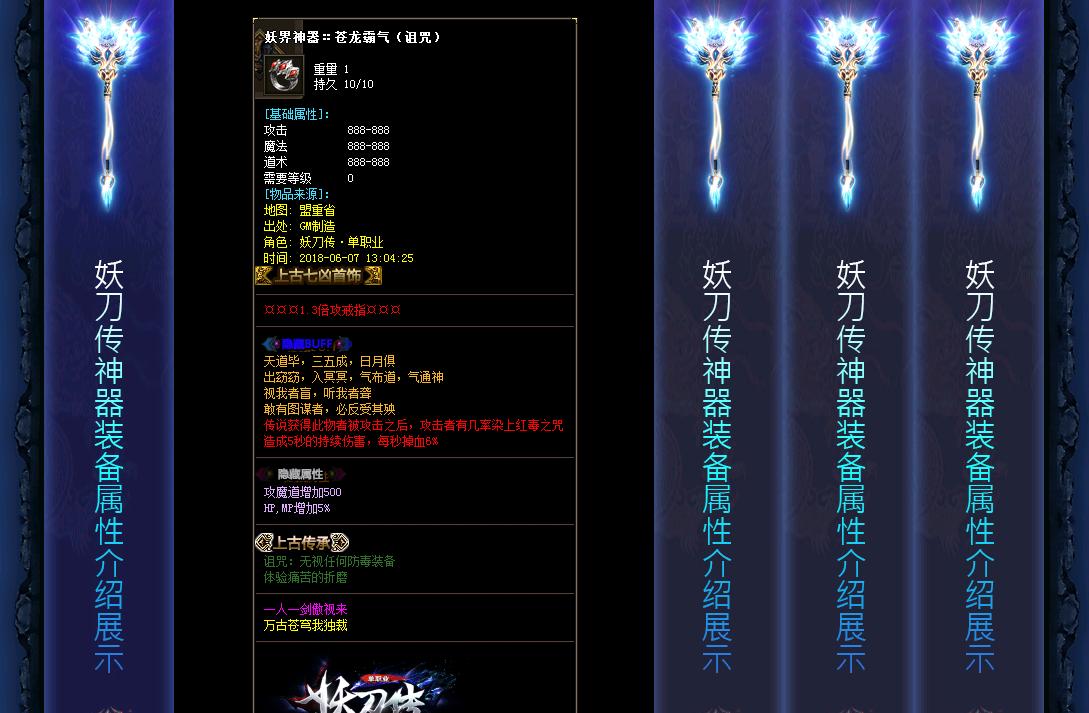 妖刀传神器装备属性介绍展示
妖界神器::苍龙霸气（诅咒）
重量 1
持久 10/10
[基础属性]:
攻击 888-888
魔法 888-888
道术 888-888
需要等级 0
[物品来源]:
地图: 盟重省
出处: GM制造
角色: 妖刀传·单职业
时间: 2018-06-07 13:04:25
上古七凶首饰
¤¤¤1.3倍攻戒指¤¤¤
隐藏BUFF
天道毕，三五成，日月俱
出窈窈，入冥冥，气布道，气通神
视我者盲，听我者聋
敢有图谋者，必反受其殃
传说获得此物者被攻击之后，攻击者有几率染上红毒之咒
造成5秒的持续伤害，每秒掉血6%
隐藏属性
攻魔道增加500
HP,MP增加5%
上古传承
诅咒: 无视任何防毒装备
体验痛苦的折磨
一人一剑傲视来
万古苍穹我独裁
单职业
妖刀传
妖刀传神器装备属性介绍展示
妖刀传神器装备属性介绍展示
妖刀传神器装备属性介绍展示